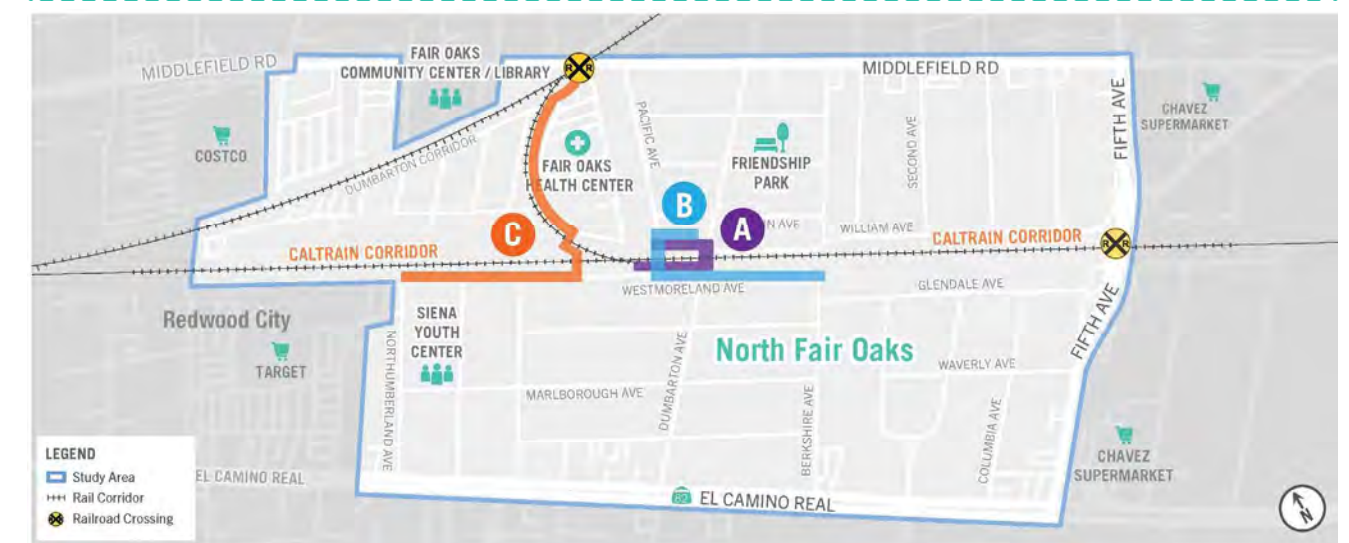 MIDDLEFIELD RD
FAIR OAKS
COMMUNITY CENTER / LIBRARY
R R
MIDDLEFIELD RD
FIFTH AVE
CHAVEZ
SUPERMARKET
COSTCO
DUMBARTON CORRIDOR
FAIR OAKS
HEALTH CENTER
PACIFIC AVE
FRIENDSHIP
PARK
SECOND AVE
C
B
A
N AVE
WILLIAM AVE
CALTRAIN CORRIDOR
CALTRAIN CORRIDOR
R R
WESTMORELAND AVE
GLENDALE AVE
Redwood City
TARGET
NORTHUMBERLAND AVE
SIENA
YOUTH
CENTER
North Fair Oaks
FIFTH AVE
MARLBOROUGH AVE
DUMBARTON AVE
BERKSHIRE AVE
WAVERLY AVE
COLUMBIA AVE
CHAVEZ
SUPERMARKET
LEGEND
Study Area
Rail Corridor
Railroad Crossing
EL CAMINO REAL
82 EL CAMINO REAL
N